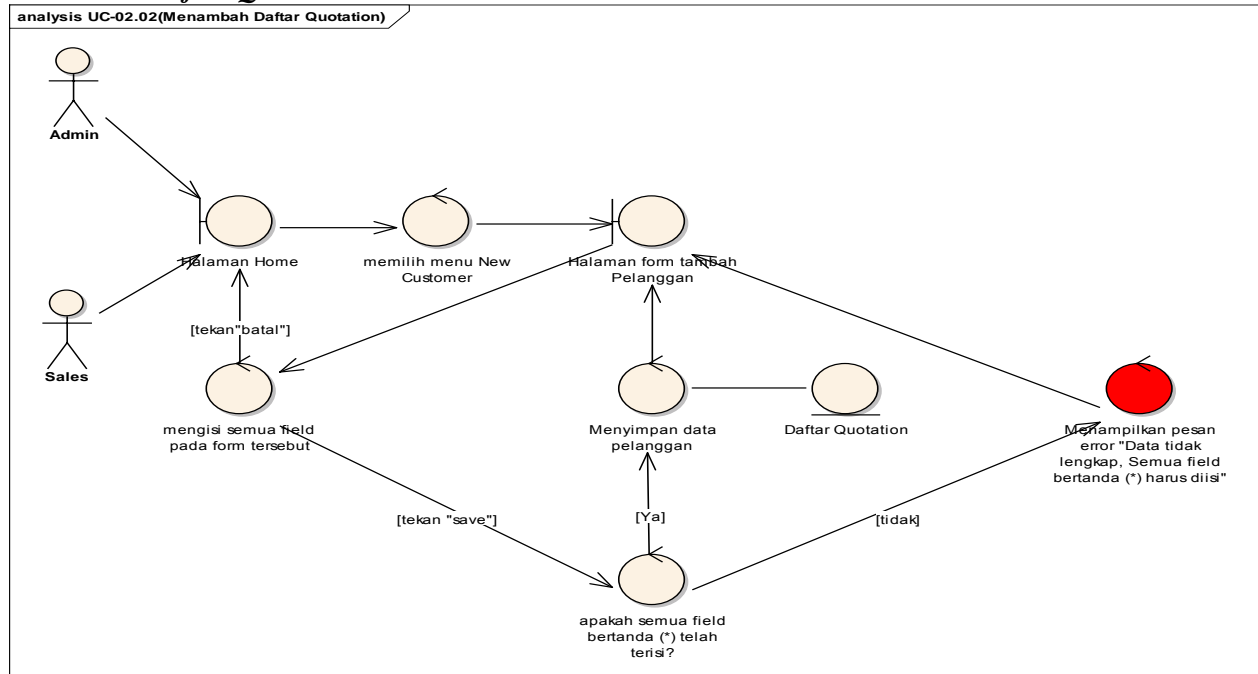 analysis UC-02.02(Menambah Daftar Quotation)
Admin
Halaman Home
memilih menu New
Customer
Halaman form tambah
Pelanggan
[tekan"batal"]
Sales
mengisi semua field
pada form tersebut
Menyimpan data
pelanggan
Daftar Quotation
Menampilkan pesan
error "Data tidak
lengkap, Semua field
bertanda (*) harus diisi"
[tekan "save"]
[Ya]
[tidak]
apakah semua field
bertanda (*) telah
terisi?